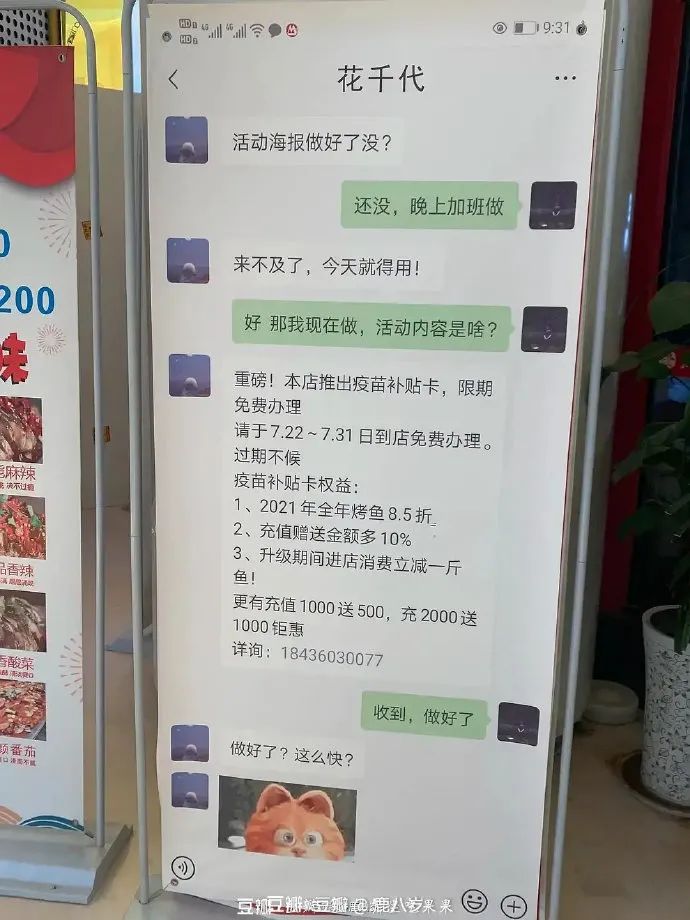 9:31
花千代
活动海报做好了没？
还没，晚上加班做
来不及了，今天就得用！
好 那我现在做，活动内容是啥？
重磅！本店推出疫苗补贴卡，限期
免费办理
请于7.22～7.31日到店免费办理。
过期不候
疫苗补贴卡权益：
1、2021年全年烤鱼8.5折
2、充值赠送金额多10%
3、升级期间进店消费立减一斤
鱼！
更有充值1000送500，充2000送
1000钜惠
详询：18436030077
收到，做好了
做好了？这么快？
0
200
味
麻辣
香辣
酸菜
番茄
豆瓣